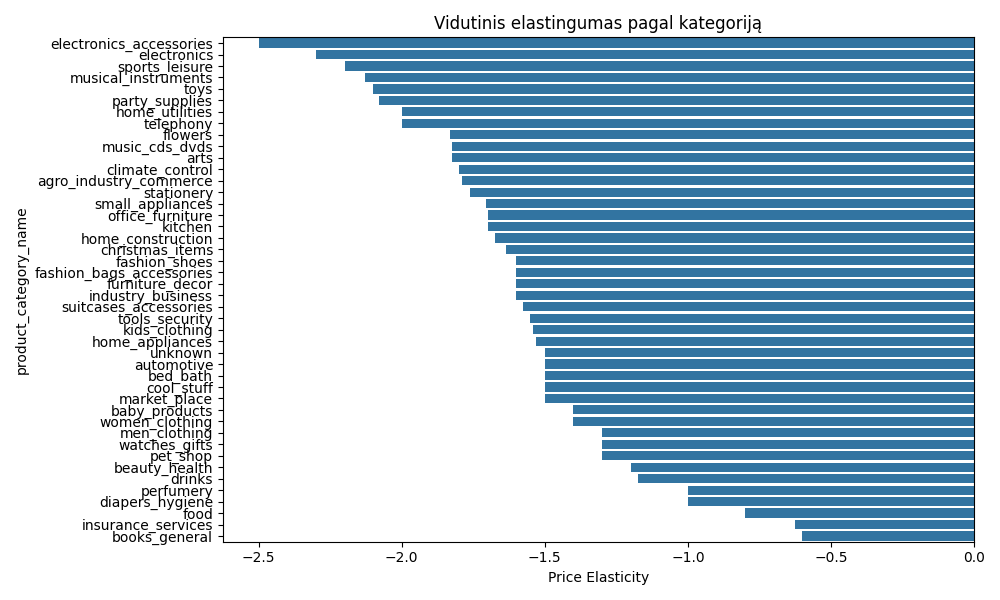 Vidutinis elastingumas pagal kategoriją
product_category_name
electronics_accessories
electronics
sports_leisure
musical_instruments
toys
party_supplies
home_utilities
telephony
flowers
music_cds_dvds
arts
climate_control
agro_industry_commerce
stationery
small_appliances
office_furniture
kitchen
home_construction
christmas_items
fashion_shoes
fashion_bags_accessories
furniture_decor
industry_business
suitcases_accessories
tools_security
kids_clothing
home_appliances
unknown
automotive
bed_bath
cool_stuff
market_place
baby_products
women_clothing
men_clothing
watches_gifts
pet_shop
beauty_health
drinks
perfumery
diapers_hygiene
food
insurance_services
books_general
−2.5 −2.0 −1.5 −1.0 −0.5 0.0
Price Elasticity